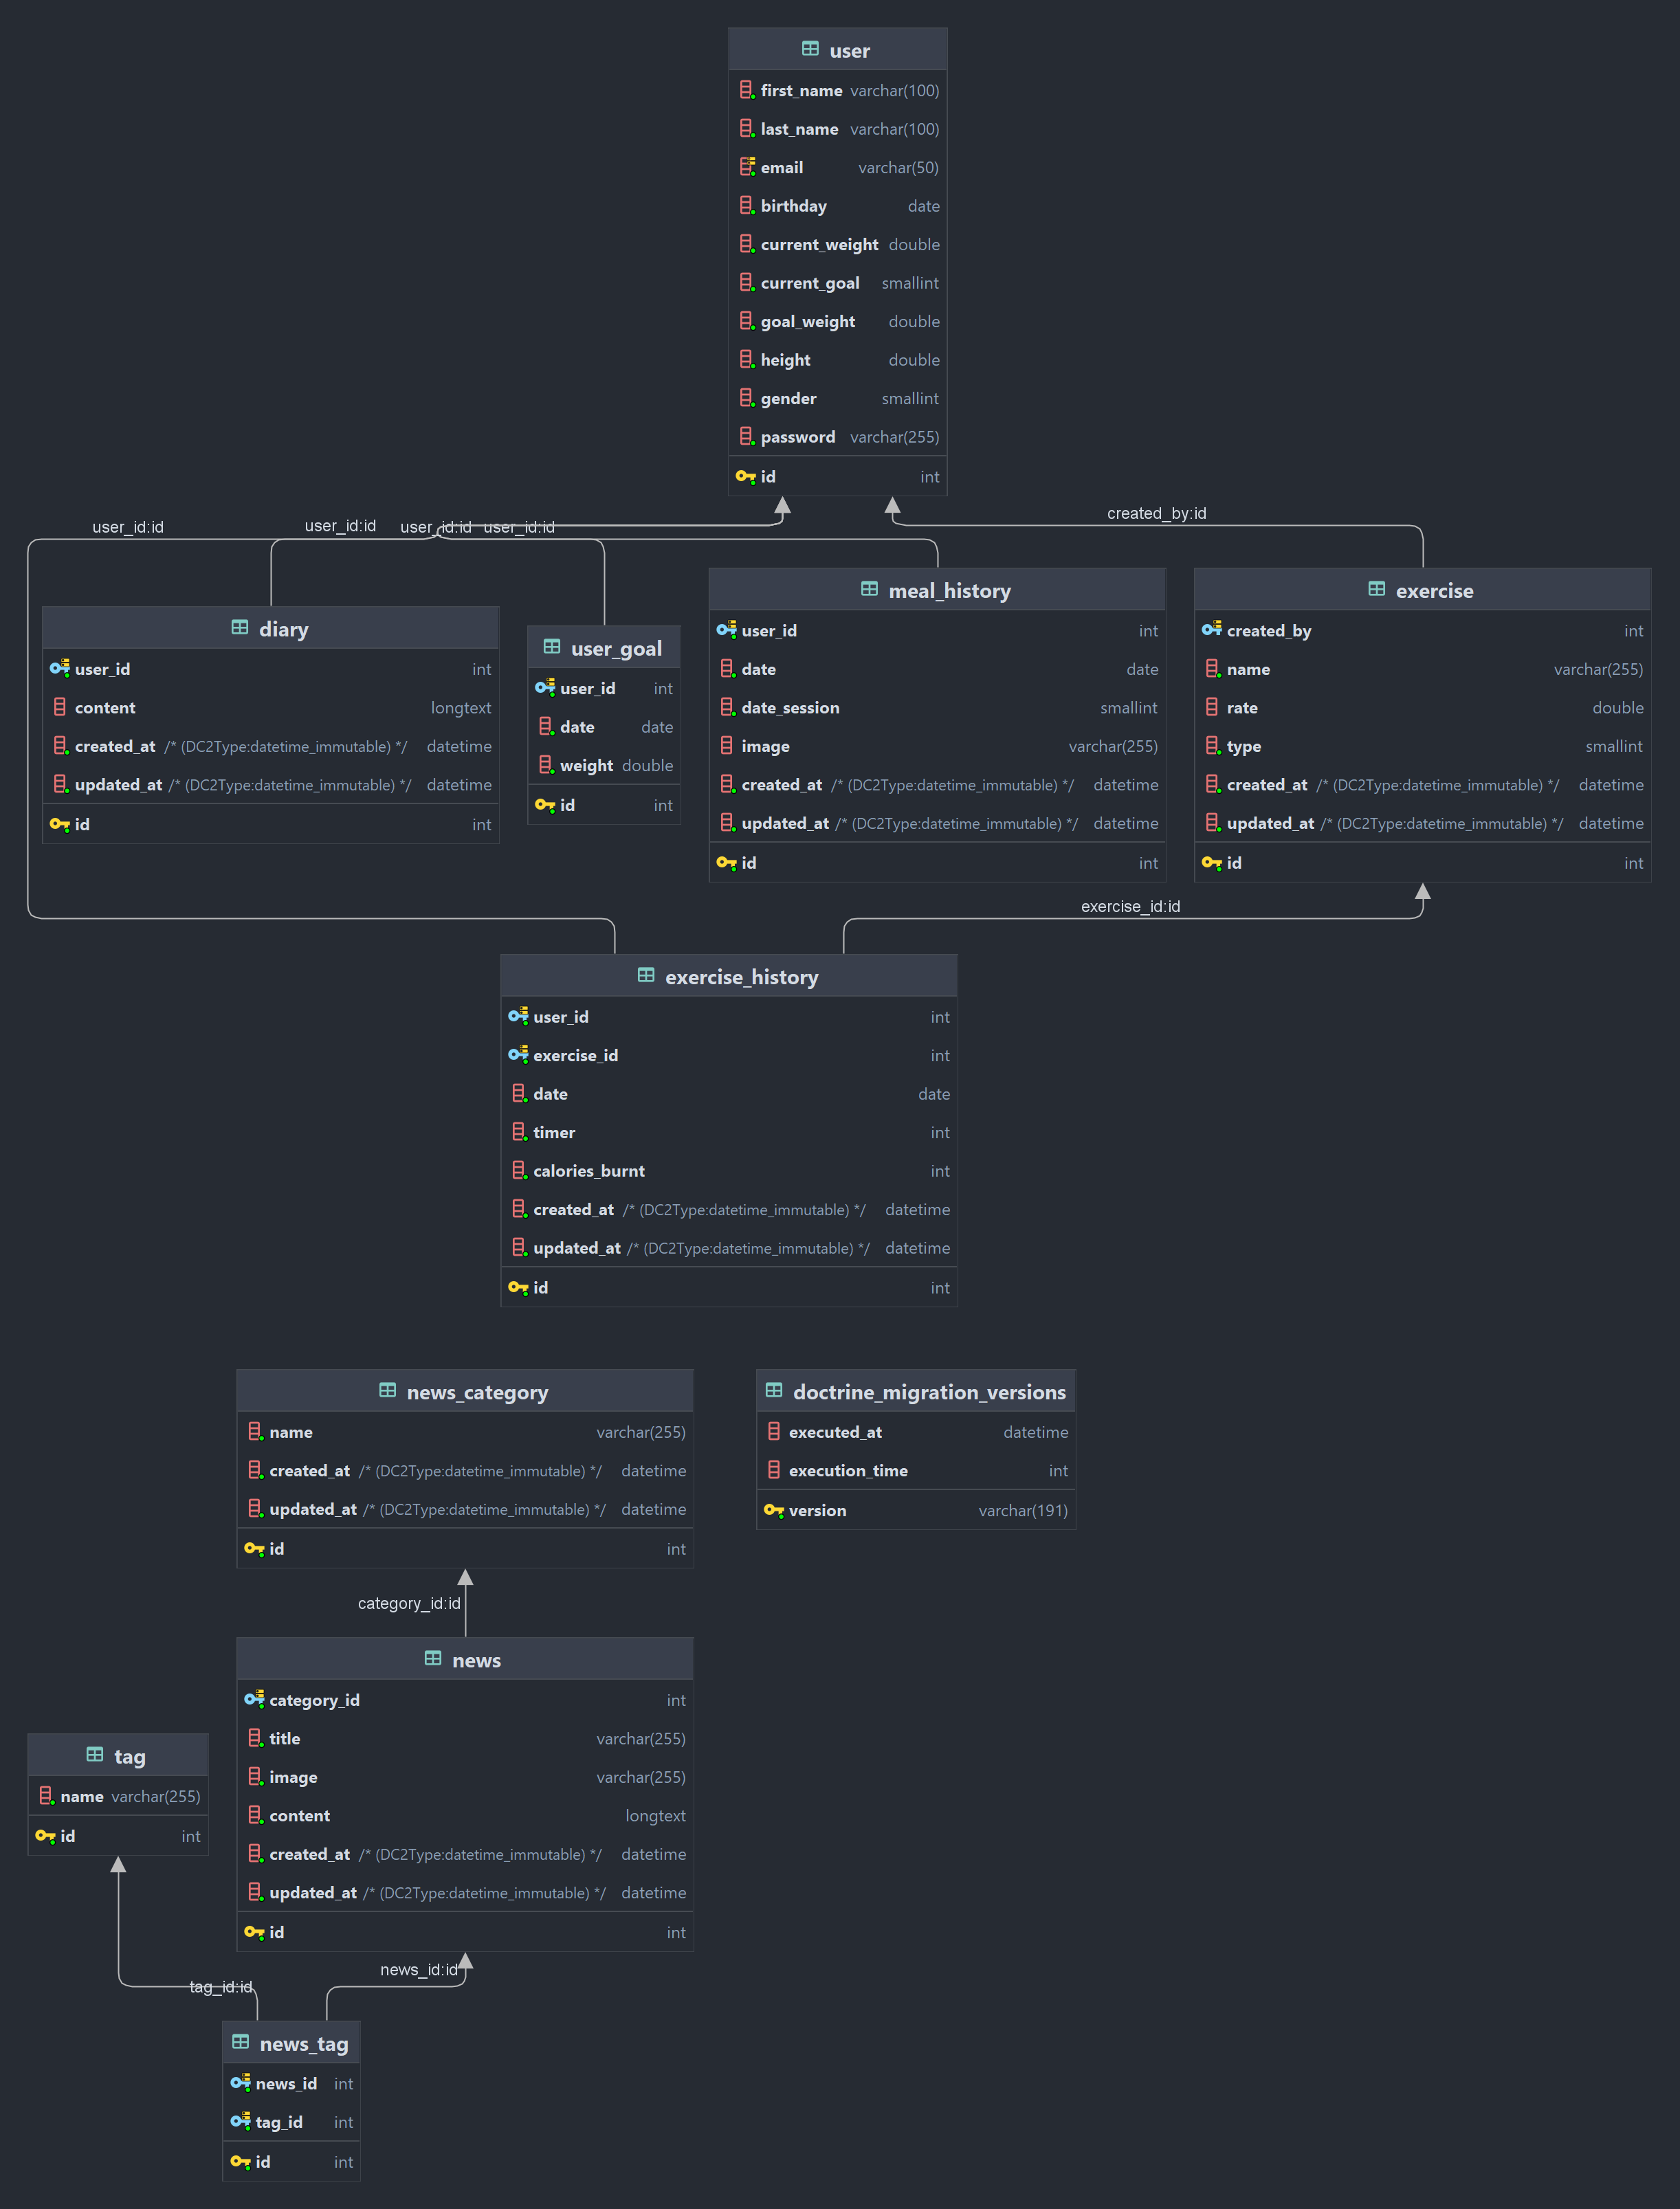 user
first_name varchar(100)
last_name varchar(100)
email varchar(50)
birthday date
current_weight double
current_goal smallint
goal_weight double
height double
gender smallint
password varchar(255)
id int
user_id:id
user_id:id
user_id:id
user_id:id
created_by:id
diary
user_id int
content longtext
created_at /* (DC2Type:datetime_immutable) */ datetime
updated_at /* (DC2Type:datetime_immutable) */ datetime
id int
user_goal
user_id int
date date
weight double
id int
meal_history
user_id int
date date
date_session smallint
image varchar(255)
created_at /* (DC2Type:datetime_immutable) */ datetime
updated_at /* (DC2Type:datetime_immutable) */ datetime
id int
exercise
created_by int
name varchar(255)
rate double
type smallint
created_at /* (DC2Type:datetime_immutable) */ datetime
updated_at /* (DC2Type:datetime_immutable) */ datetime
id int
exercise_id:id
exercise_history
user_id int
exercise_id int
date date
timer int
calories_burnt int
created_at /* (DC2Type:datetime_immutable) */ datetime
updated_at /* (DC2Type:datetime_immutable) */ datetime
id int
news_category
name varchar(255)
created_at /* (DC2Type:datetime_immutable) */ datetime
updated_at /* (DC2Type:datetime_immutable) */ datetime
id int
doctrine_migration_versions
executed_at datetime
execution_time int
version varchar(191)
category_id:id
news
category_id int
title varchar(255)
image varchar(255)
content longtext
created_at /* (DC2Type:datetime_immutable) */ datetime
updated_at /* (DC2Type:datetime_immutable) */ datetime
id int
tag
name varchar(255)
id int
news_id:id
tag_id:id
news_tag
news_id int
tag_id int
id int